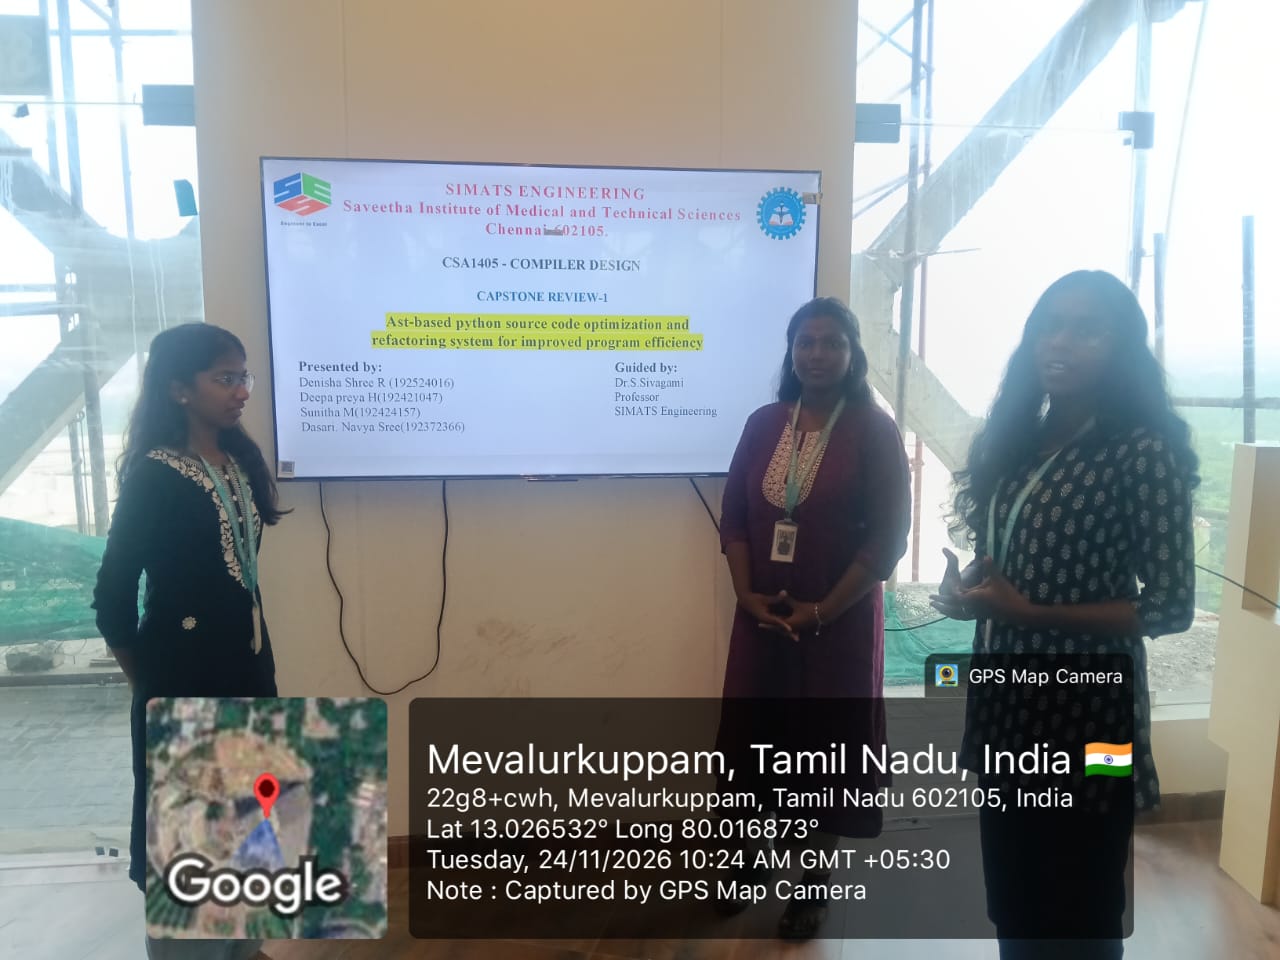 SIMATS ENGINEERING
Saveetha Institute of Medical and Technical Sciences
Chennai-602105.
Engineer to Excel
CSA1405 - COMPILER DESIGN
CAPSTONE REVIEW-1
Ast-based python source code optimization and
refactoring system for improved program efficiency
Presented by:
Denisha Shree R (192524016)
Deepa preya H(192421047)
Sunitha M(192424157)
Dasari. Navya Sree(192372366)
Guided by:
Dr.S.Sivagami
Professor
SIMATS Engineering
GPS Map Camera
Google
Mevalurkuppam, Tamil Nadu, India
22g8+cwh, Mevalurkuppam, Tamil Nadu 602105, India
Lat 13.026532° Long 80.016873°
Tuesday, 24/11/2026 10:24 AM GMT +05:30
Note : Captured by GPS Map Camera